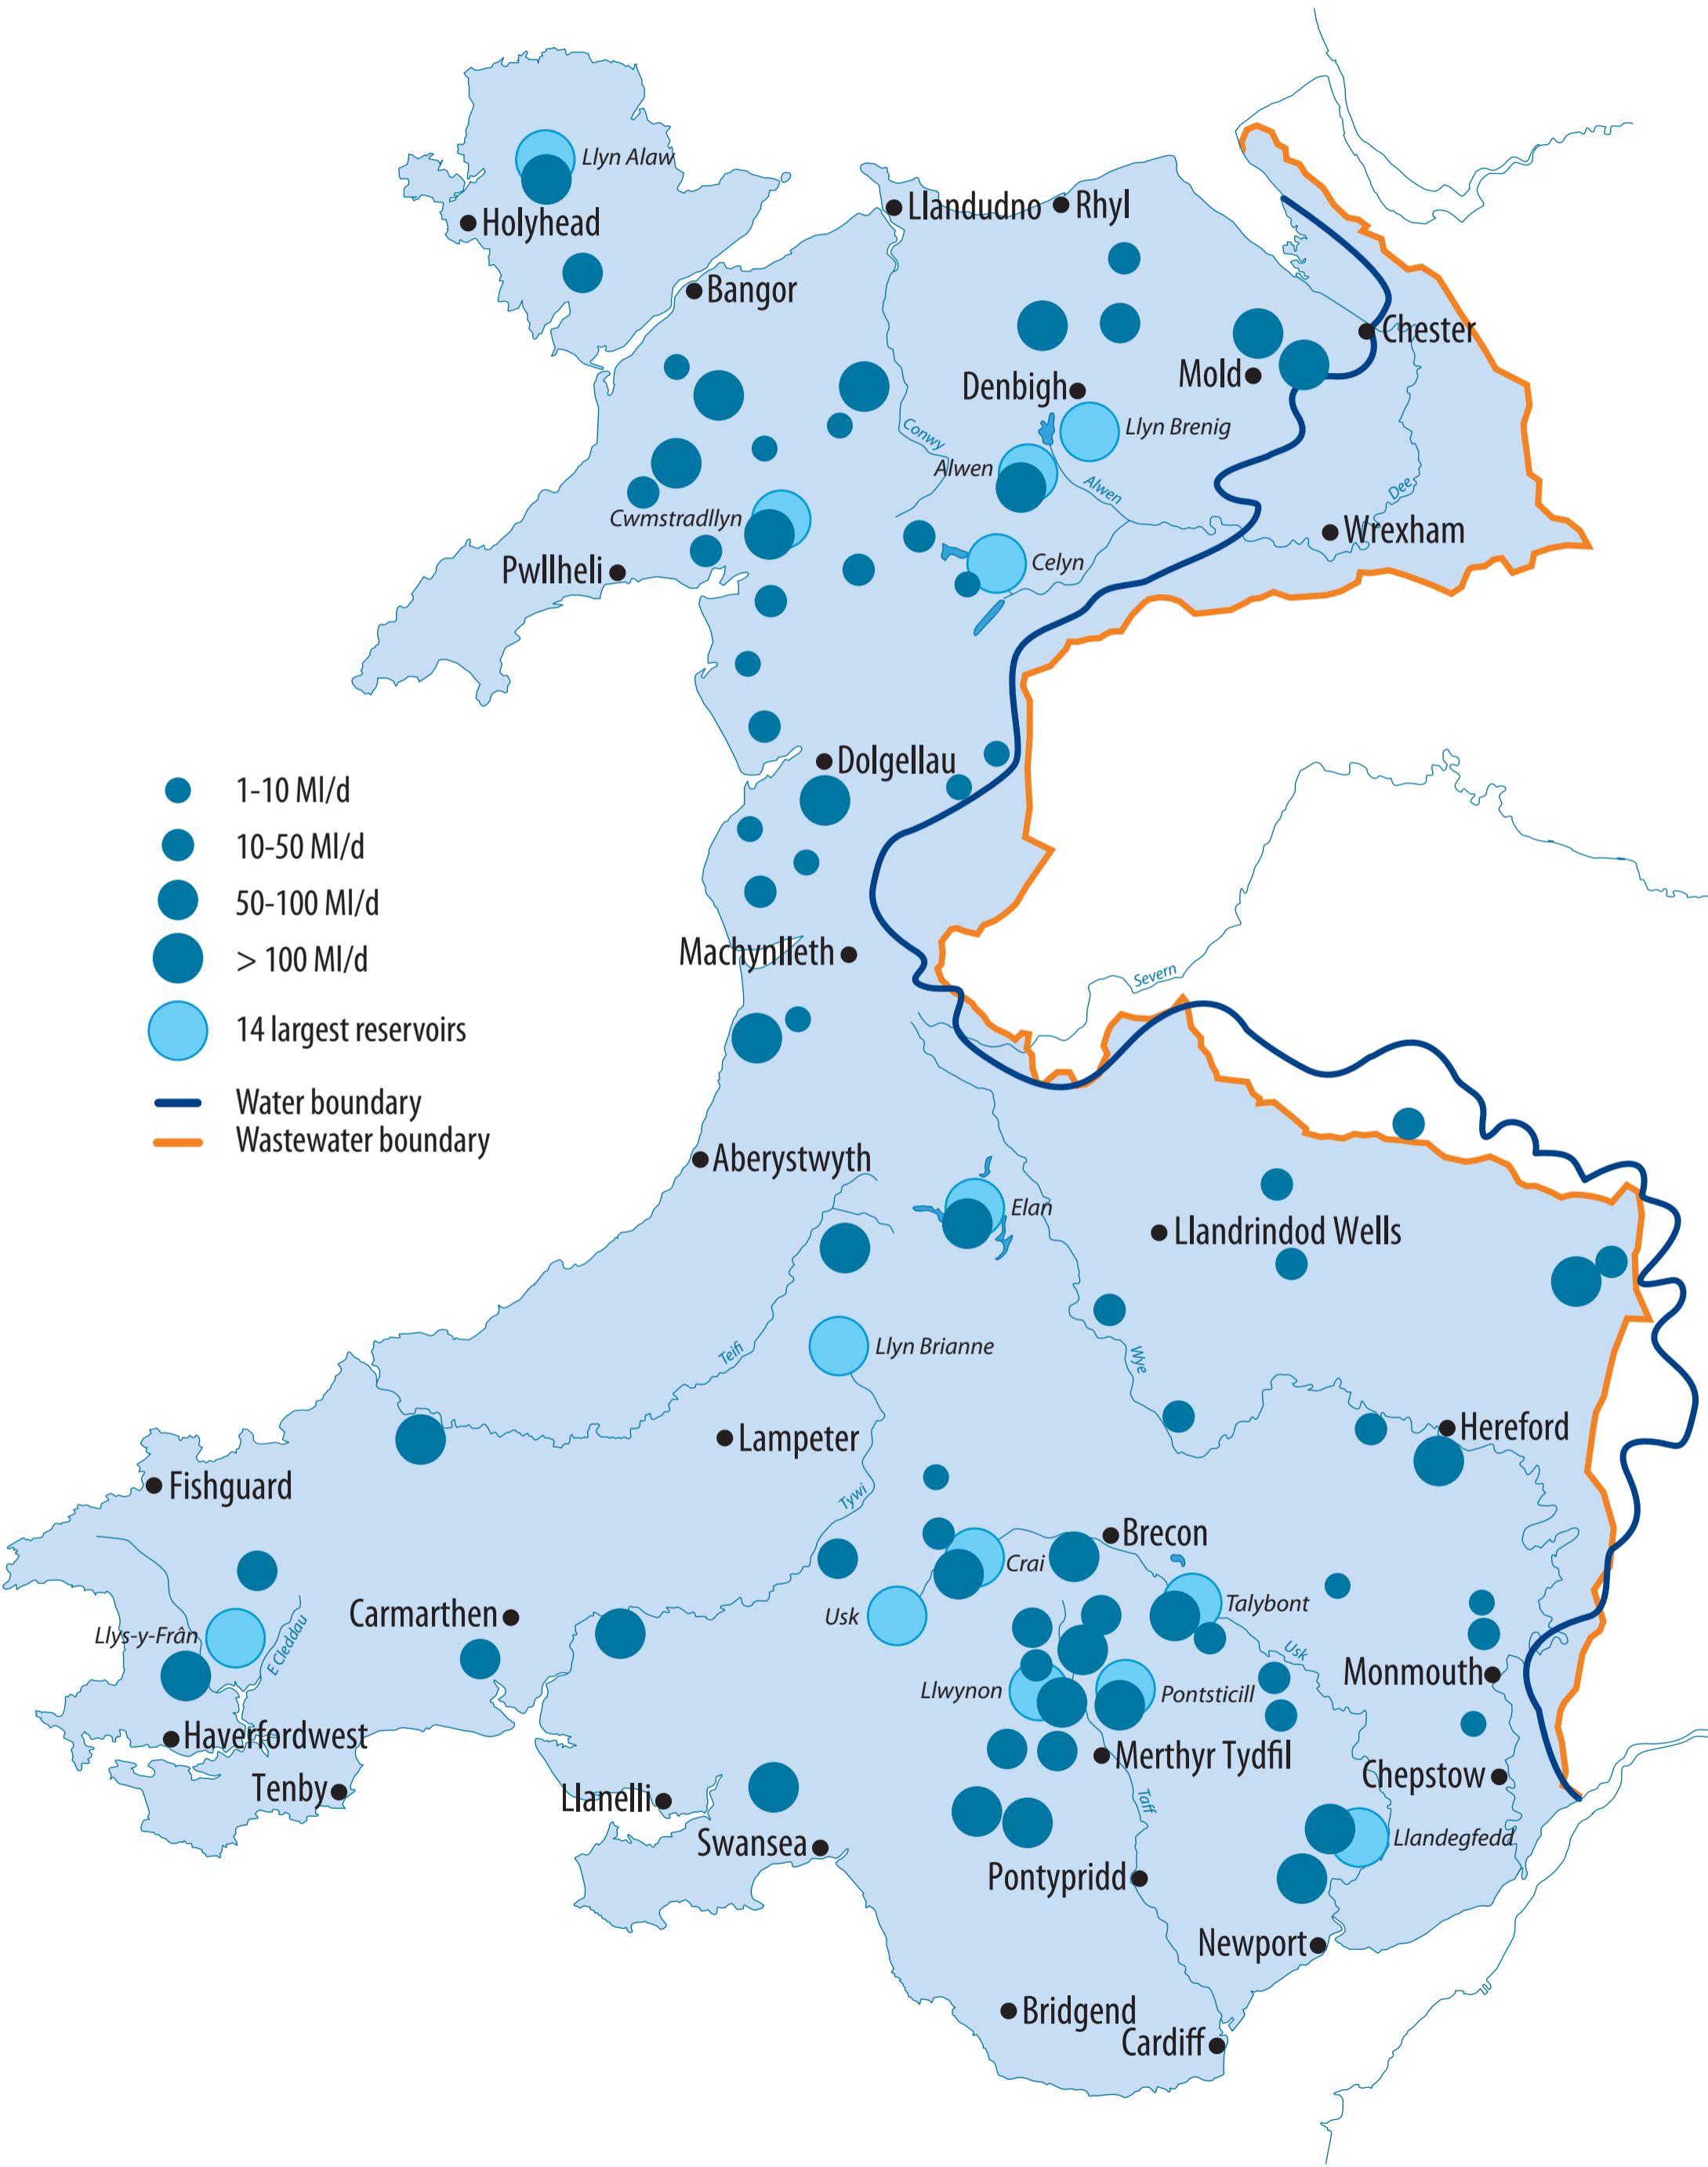 Llyn Alaw
Holyhead
Llandudno
Rhyl
Bangor
Chester
Mold
Denbigh
Llyn Brenig
Conwy
Alwen
Alwen
Dee
Cwmstradllyn
Wrexham
Celyn
Pwllheli
Dolgellau
1-10 Ml/d
10-50 Ml/d
50-100 Ml/d
> 100 Ml/d
14 largest reservoirs
Water boundary
Wastewater boundary
Machynlleth
Severn
Aberystwyth
Elan
Llandrindod Wells
Teifi
Llyn Brianne
Wye
Lampeter
Hereford
Fishguard
Tywi
Brecon
Crai
Talybont
Carmarthen
Usk
Llys-y-Frân
E Cleddau
Usk
Monmouth
Llwynon
Pontsticill
Haverfordwest
Merthyr Tydfil
Tenby
Llanelli
Taff
Chepstow
Swansea
Llandegfedd
Pontypridd
Newport
Bridgend
Cardiff